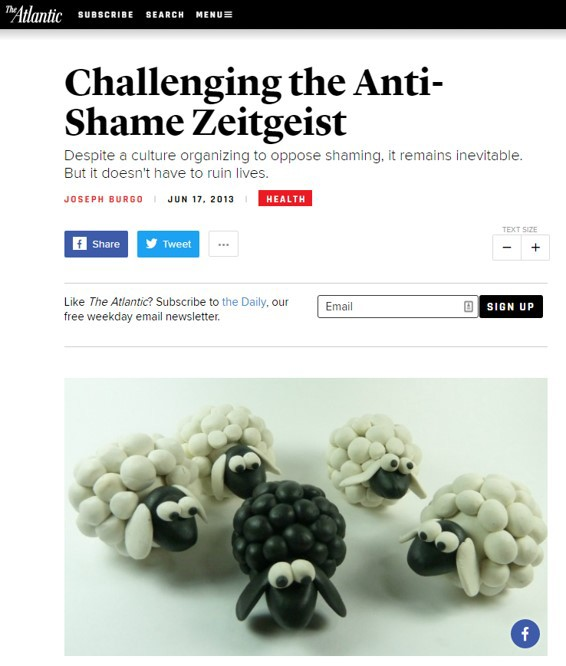 The Atlantic SUBSCRIBE SEARCH MENU
Challenging the Anti-
Shame Zeitgeist
Despite a culture organizing to oppose shaming, it remains inevitable.
But it doesn't have to ruin lives.
JOSEPH BURGO JUN 17, 2013 HEALTH
TEXT SIZE
Share Tweet ... − +
Like The Atlantic? Subscribe to the Daily, our
free weekday email newsletter.
Email SIGN UP